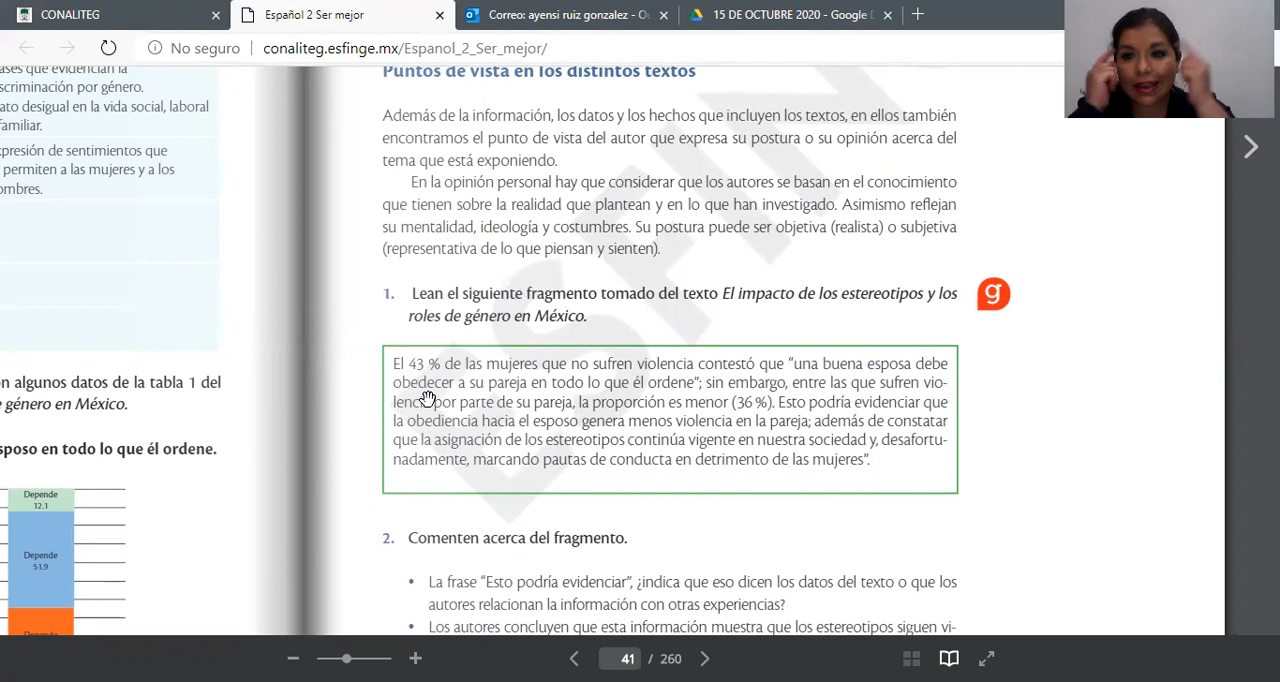 CONALITEG
Español 2 Ser mejor
Correo: ayensi ruiz gonzalez - Ou
15 DE OCTUBRE 2020 - Google D
No seguro
conaliteg.esfinge.mx/Espanol_2_Ser_mejor/
ases que evidencian la
scriminación por género.
ato desigual en la vida social, laboral
familiar.
xpresión de sentimientos que
permiten a las mujeres y a los
ombres.
on algunos datos de la tabla 1 del
e género en México.
sposo en todo lo que él ordene.
Depende
12.1
Depende
51.9
Depende
Puntos de vista en los distintos textos
Además de la información, los datos y los hechos que incluyen los textos, en ellos también
encontramos el punto de vista del autor que expresa su postura o su opinión acerca del
tema que está exponiendo.
En la opinión personal hay que considerar que los autores se basan en el conocimiento
que tienen sobre la realidad que plantean y en lo que han investigado. Asimismo reflejan
su mentalidad, ideología y costumbres. Su postura puede ser objetiva (realista) o subjetiva
(representativa de lo que piensan y sienten).
1. Lean el siguiente fragmento tomado del texto El impacto de los estereotipos y los
roles de género en México.
g
El 43 % de las mujeres que no sufren violencia contestó que “una buena esposa debe
obedecer a su pareja en todo lo que él ordene”; sin embargo, entre las que sufren vio-
lencia por parte de su pareja, la proporción es menor (36 %). Esto podría evidenciar que
la obediencia hacia el esposo genera menos violencia en la pareja; además de constatar
que la asignación de los estereotipos continúa vigente en nuestra sociedad y, desafortu-
nadamente, marcando pautas de conducta en detrimento de las mujeres”.
2. Comenten acerca del fragmento.
• La frase “Esto podría evidenciar”, ¿indica que eso dicen los datos del texto o que los
autores relacionan la información con otras experiencias?
• Los autores concluyen que esta información muestra que los estereotipos siguen vi-
ESFIN
41 / 260